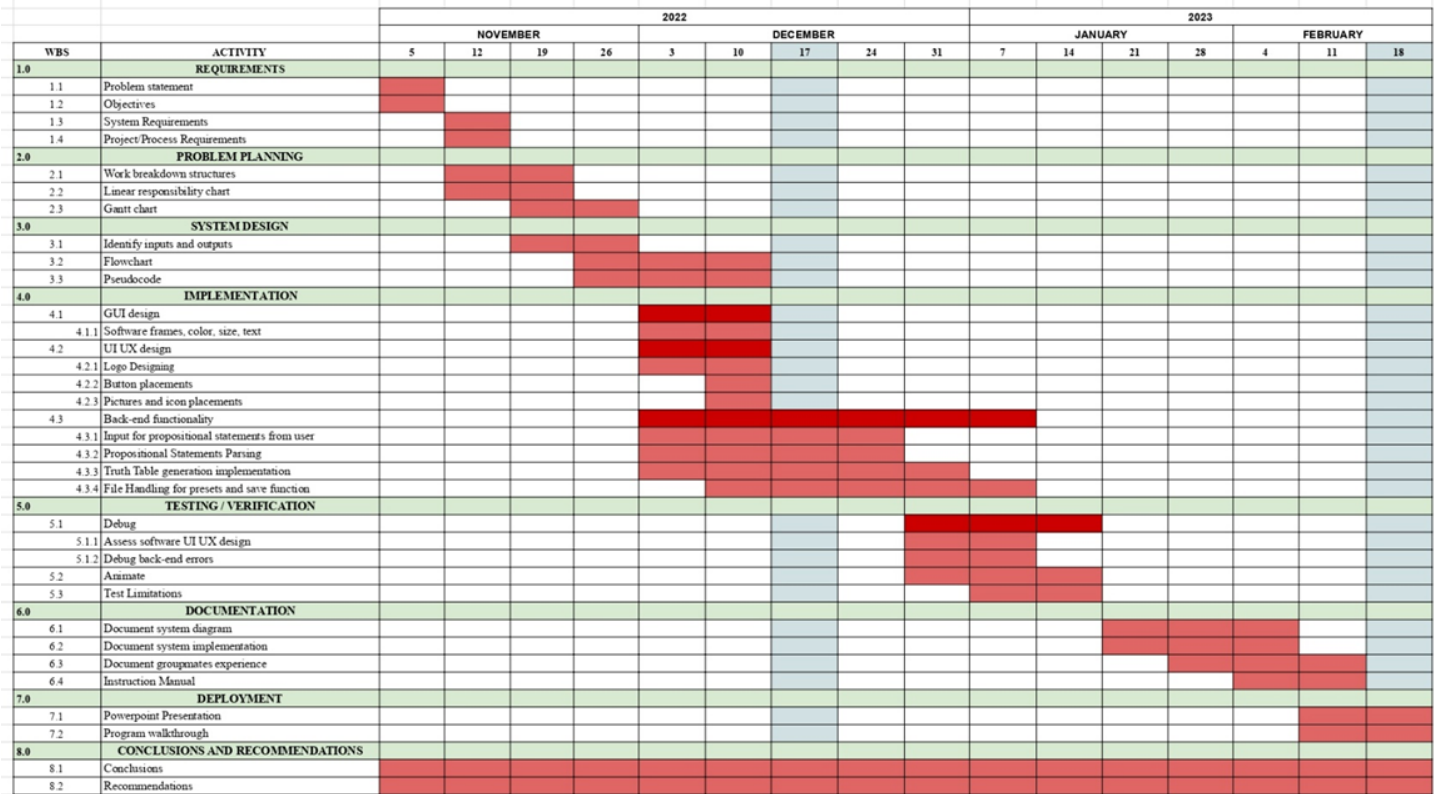 2022 2023
NOVEMBER DECEMBER JANUARY FEBRUARY
WBS ACTIVITY 5 12 19 26 3 10 17 24 31 7 14 21 28 4 11 18
1.0 REQUIREMENTS
1.1 Problem statement
1.2 Objectives
1.3 System Requirements
1.4 Project/Process Requirements
2.0 PROBLEM PLANNING
2.1 Work breakdown structures
2.2 Linear responsibility chart
2.3 Gantt chart
3.0 SYSTEM DESIGN
3.1 Identify inputs and outputs
3.2 Flowchart
3.3 Pseudocode
4.0 IMPLEMENTATION
4.1 GUI design
4.1.1 Software frames, color, size, text
4.2 UI UX design
4.2.1 Logo Designing
4.2.2 Button placements
4.2.3 Pictures and icon placements
4.3 Back-end functionality
4.3.1 Input for propositional statements from user
4.3.2 Propositional Statements Parsing
4.3.3 Truth Table generation implementation
4.3.4 File Handling for presets and save function
5.0 TESTING / VERIFICATION
5.1 Debug
5.1.1 Assess software UI UX design
5.1.2 Debug back-end errors
5.2 Animate
5.3 Test Limitations
6.0 DOCUMENTATION
6.1 Document system diagram
6.2 Document system implementation
6.3 Document groupmates experience
6.4 Instruction Manual
7.0 DEPLOYMENT
7.1 Powerpoint Presentation
7.2 Program walkthrough
8.0 CONCLUSIONS AND RECOMMENDATIONS
8.1 Conclusions
8.2 Recommendations